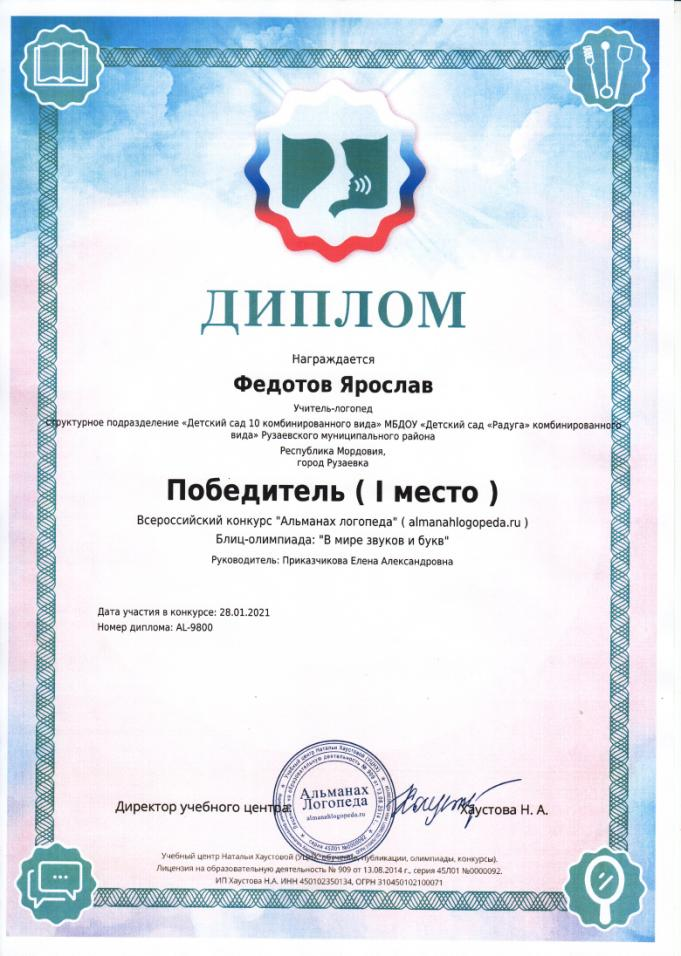 ДИПЛОМ
Награждается
Федотов Ярослав
Учитель-логопед
структурное подразделение «Детский сад 10 комбинированного вида» МБДОУ «Детский сад «Радуга» комбинированного
вида» Рузаевского муниципального района
Республика Мордовия,
город Рузаевка
Победитель ( I место )
Всероссийский конкурс "Альманах логопеда" ( almanahlogopeda.ru )
Блиц-олимпиада: "В мире звуков и букв"
Руководитель: Приказчикова Елена Александровна
Дата участия в конкурсе: 28.01.2021
Номер диплома: AL-9800
Альманах
Логопеда
almanahlogopeda.ru
Директор учебного центра:
Хаустова Н. А.
Учебный центр Натальи Хаустовой публикации, олимпиады, конкурсы).
Лицензия на образовательную деятельность № 909 от 13.08.2014 г., серия 45Л01 №0000092.
ИП Хаустова Н.А. ИНН 450102350134, ОГРН 310450102100071